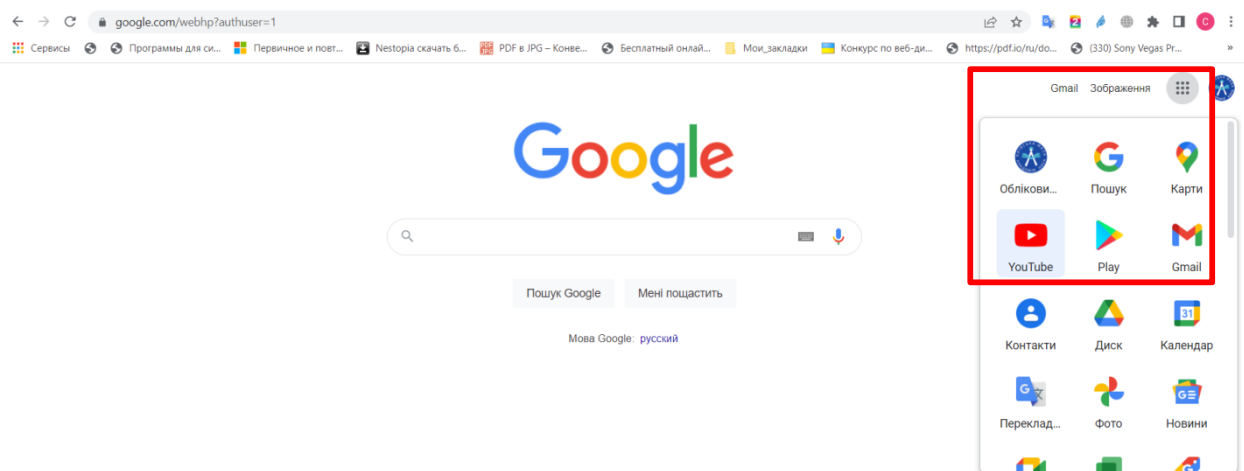 google.com/webhp?authuser=1
Сервисы Программы для си... Первичное и повт... Nestopia скачать б... PDF в JPG – Конве... Бесплатный онлай... Мои_закладки Конкурс по веб-ди... https://pdf.io/ru/do... (330) Sony Vegas Pr... »
Gmail Зображення
Google
Обліковий... Пошук Карти
YouTube Play Gmail
Пошук Google Мені пощастить
Мова Google: русский
Контакти Диск 31 Календар
Переклад... Фото Новини